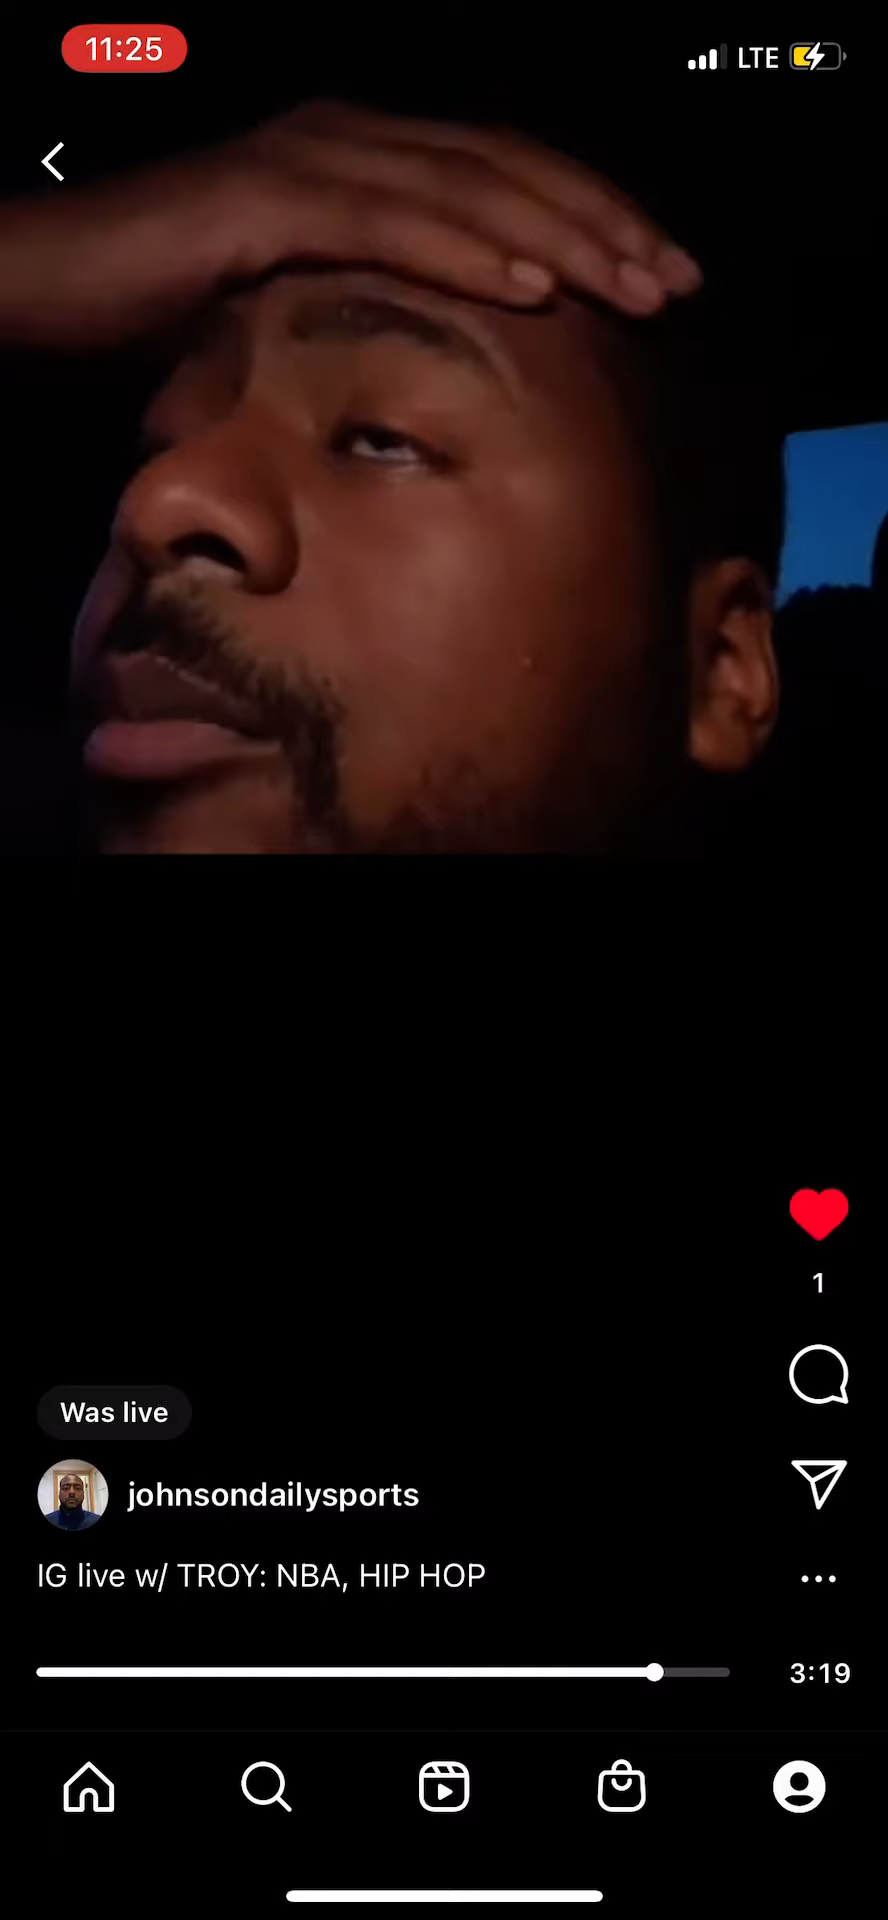 11:25
LTE
1
Was live
johnsondailysports
IG live w/ TROY: NBA, HIP HOP
3:19